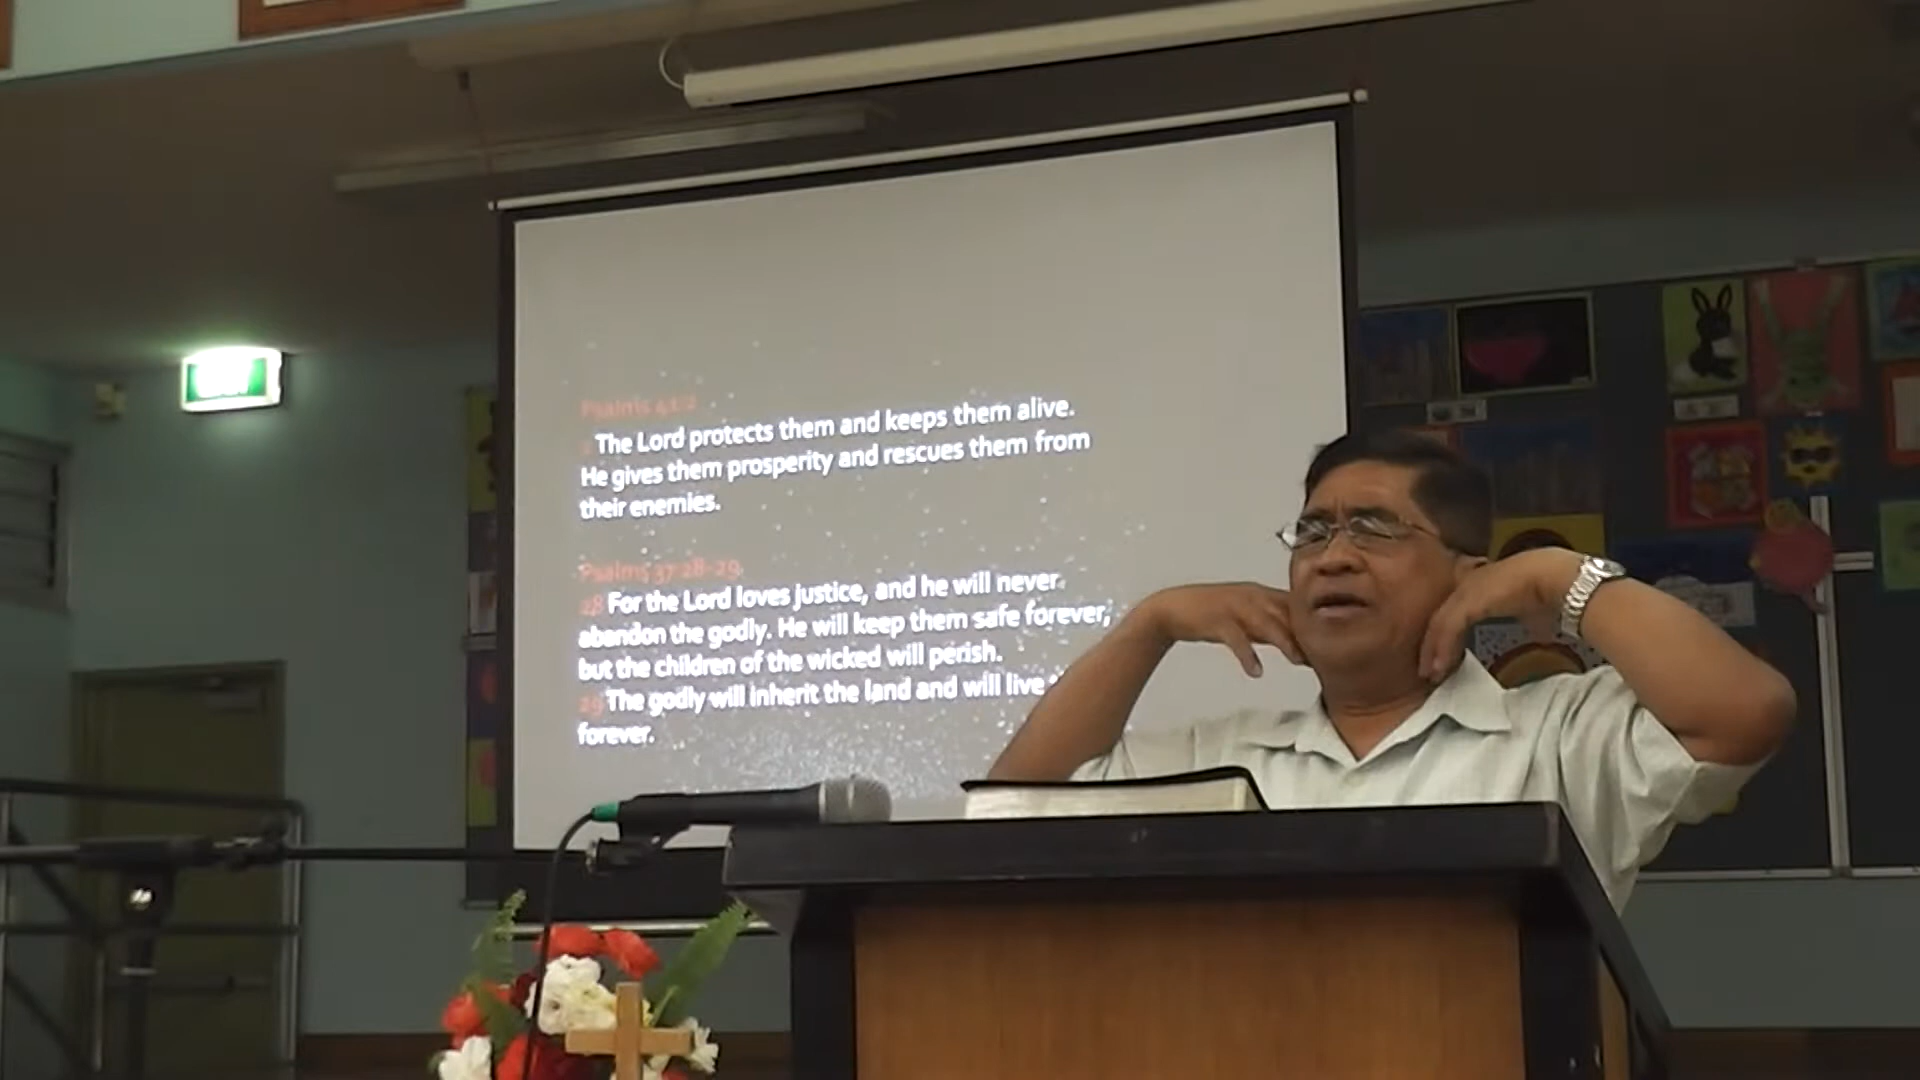 Psalms 41:2
2 The Lord protects them and keeps them alive.
He gives them prosperity and rescues them from
their enemies.
Psalms 37:28-29
28 For the Lord loves justice, and he will never
abandon the godly. He will keep them safe forever,
but the children of the wicked will perish.
29 The godly will inherit the land and will live
forever.